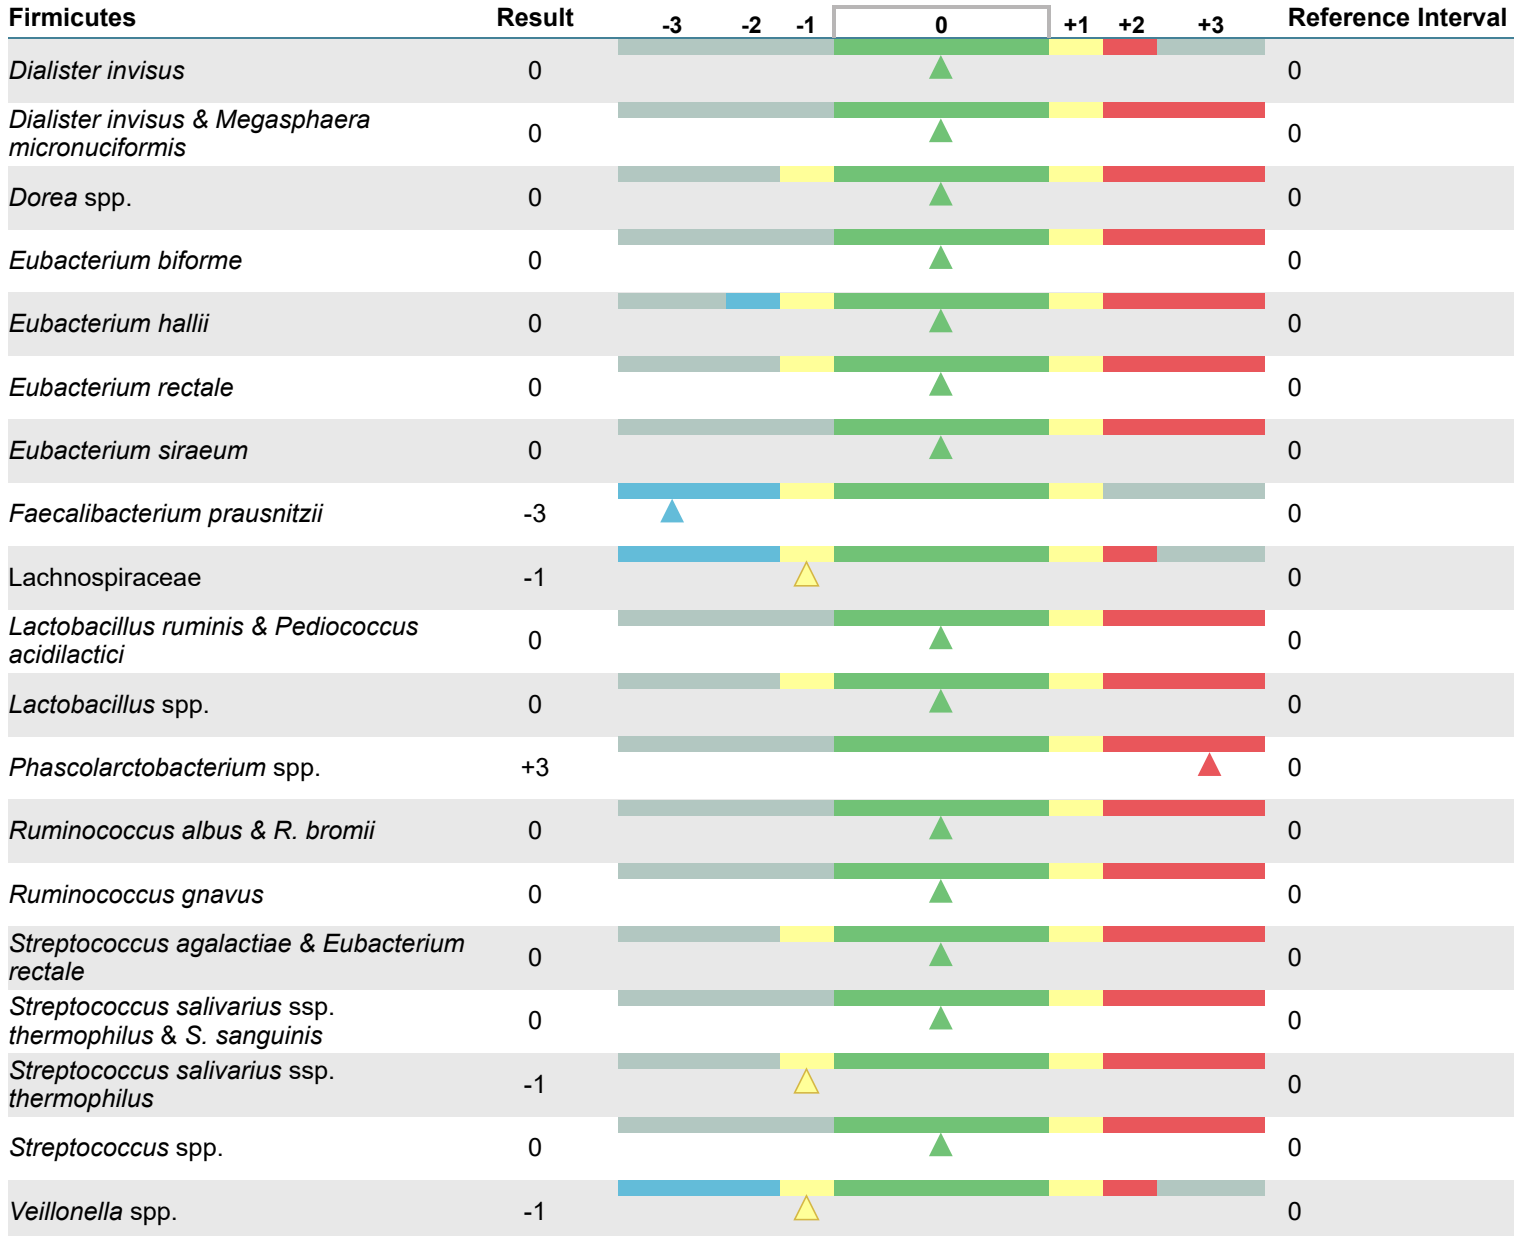 Firmicutes Result -3 -2 -1 0 +1 +2 +3 Reference Interval
Dialister invisus 0 0
Dialister invisus & Megasphaera
micronuciformis 0 0
Dorea spp. 0 0
Eubacterium biforme 0 0
Eubacterium hallii 0 0
Eubacterium rectale 0 0
Eubacterium siraeum 0 0
Faecalibacterium prausnitzii -3 0
Lachnospiraceae -1 0
Lactobacillus ruminis & Pediococcus
acidilactici 0 0
Lactobacillus spp. 0 0
Phascolarctobacterium spp. +3 0
Ruminococcus albus & R. bromii 0 0
Ruminococcus gnavus 0 0
Streptococcus agalactiae & Eubacterium
rectale 0 0
Streptococcus salivarius ssp.
thermophilus & S. sanguinis 0 0
Streptococcus salivarius ssp.
thermophilus -1 0
Streptococcus spp. 0 0
Veillonella spp. -1 0